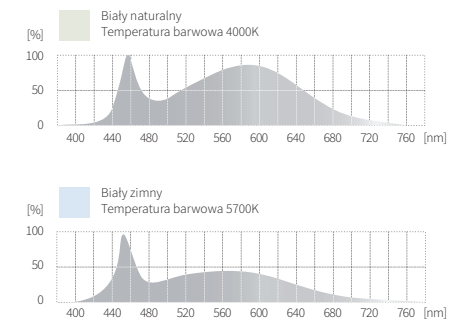 Biały naturalny
Temperatura barwowa 4000K
[%]
100
50
0
400 440 480 520 560 600 640 680 720 760 [nm]
Biały zimny
Temperatura barwowa 5700K
[%]
100
50
0
400 440 480 520 560 600 640 680 720 760 [nm]